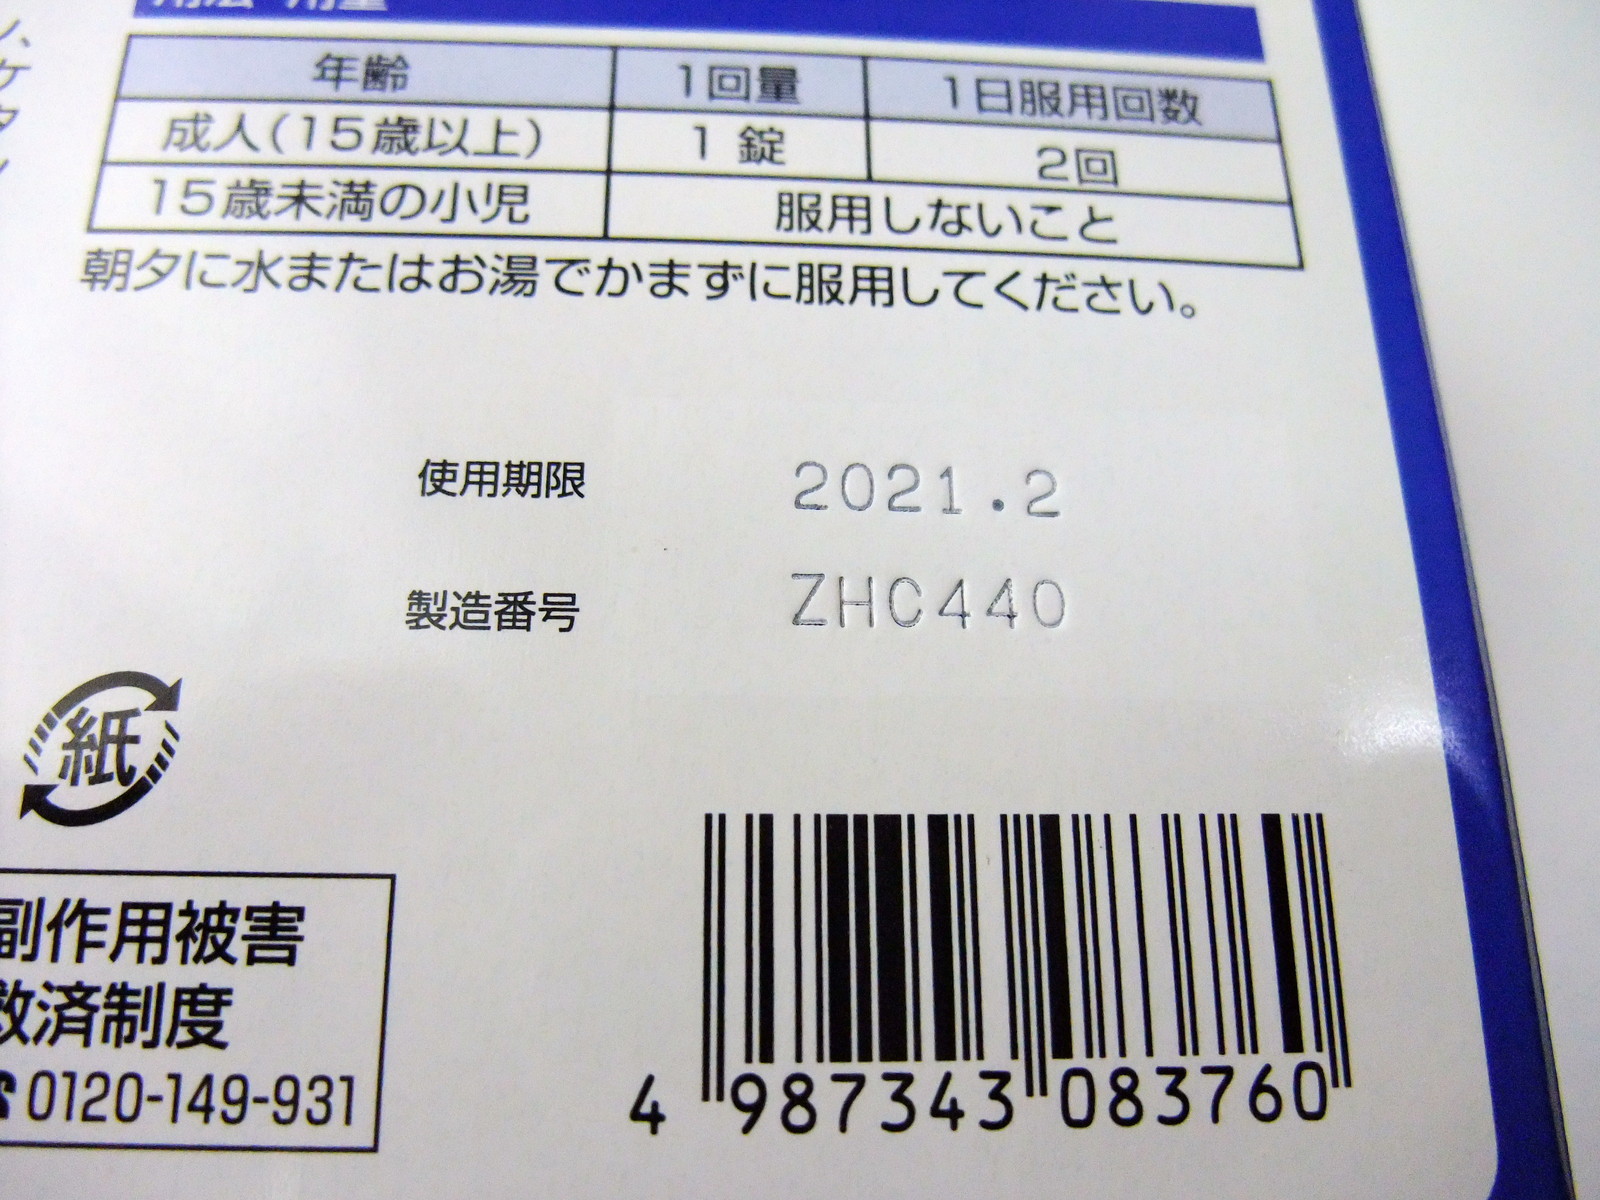 用法・用量
年齢 1回量 1日服用回数
成人(15歳以上) 1錠 2回
15歳未満の小児 服用しないこと
朝夕に水またはお湯でかまずに服用してください。
使用期限 2021.2
製造番号 ZHC440
紙
副作用被害
救済制度
☎0120-149-931
4 987343 083760